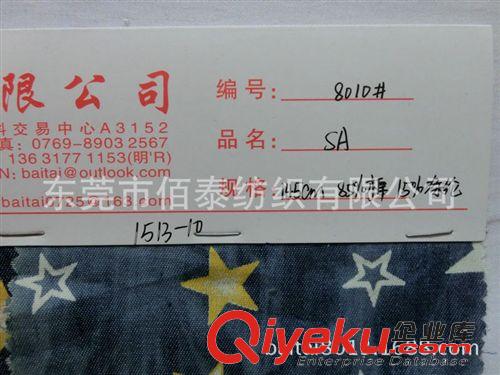 限公司
编号: 8010#
料交易中心A3152
真: 0769-8903 2567
品名: SA
136 3177 1153(明'R)
N: baitai@outlook.com
规格: 145cm 85%棉 15%涤纶
东莞市佰泰纺织有限公司
baitai0725@163.com
1513-10
Qiyeku.com
企业库
Enterprise Database